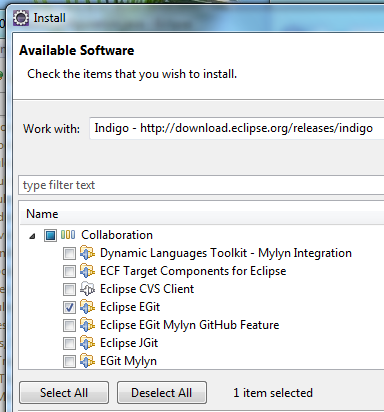 Install
Available Software
Check the items that you wish to install.
Work with: Indigo - http://download.eclipse.org/releases/indigo
type filter text
Name
Collaboration
Dynamic Languages Toolkit - Mylyn Integration
ECF Target Components for Eclipse
Eclipse CVS Client
Eclipse EGit
Eclipse EGit Mylyn GitHub Feature
Eclipse JGit
EGit Mylyn
Select All Deselect All 1 item selected